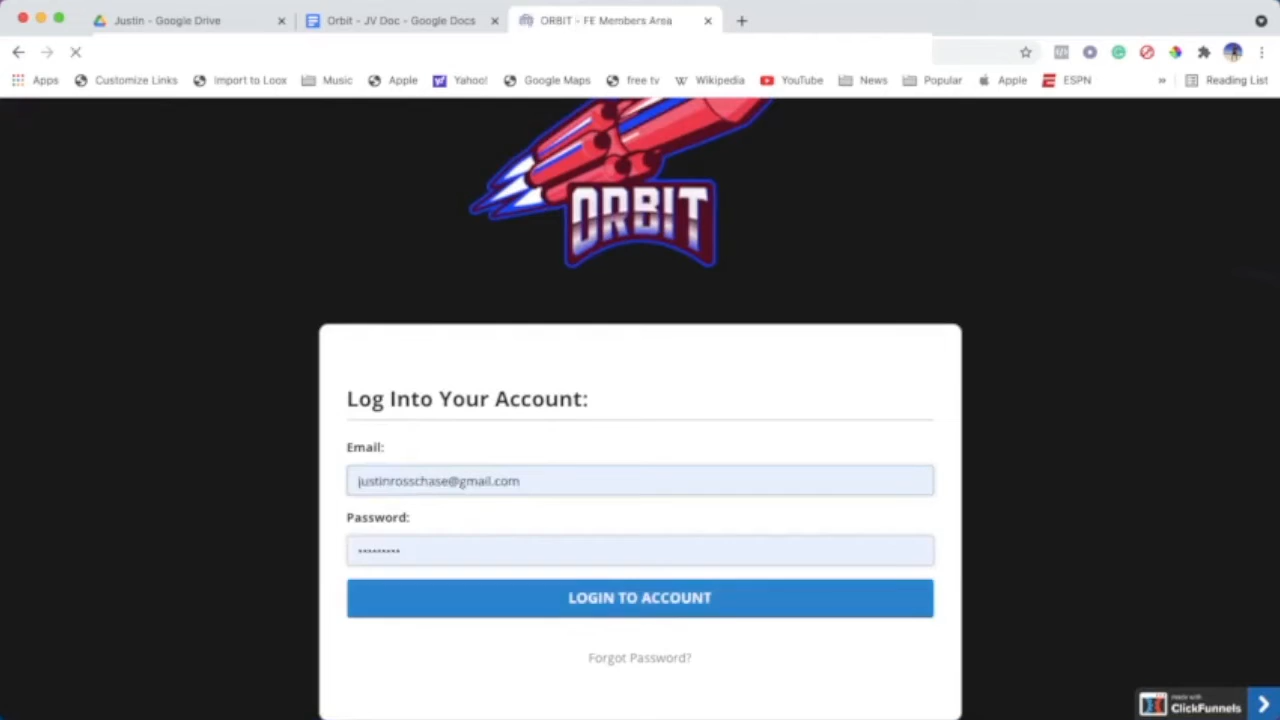 Justin - Google Drive
Orbit - JV Doc - Google Docs
ORBIT - FE Members Area
Apps
Customize Links
Import to Loox
Music
Apple
Yahoo!
Google Maps
free tv
Wikipedia
YouTube
News
Popular
Apple
ESPN
»
Reading List
ORBIT
Log Into Your Account:
Email:
justinrosschase@gmail.com
Password:
•••••••••
LOGIN TO ACCOUNT
Forgot Password?
made with
ClickFunnels